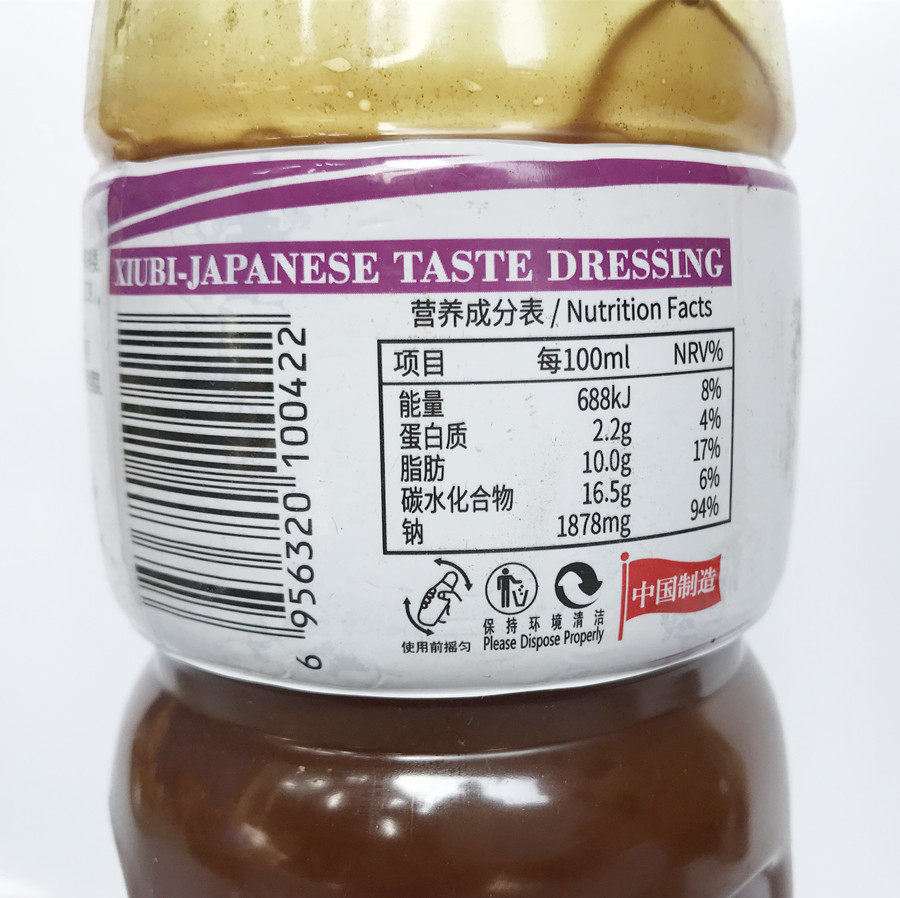 XIUBI-JAPANESE TASTE DRESSING
营养成分表 / Nutrition Facts
项目 每100ml NRV%
能量 688kJ 8%
蛋白质 2.2g 4%
脂肪 10.0g 17%
碳水化合物 16.5g 6%
钠 1878mg 94%
6 956320 100422
使用前摇匀
保持环境清洁
Please Dispose Properly
中国制造